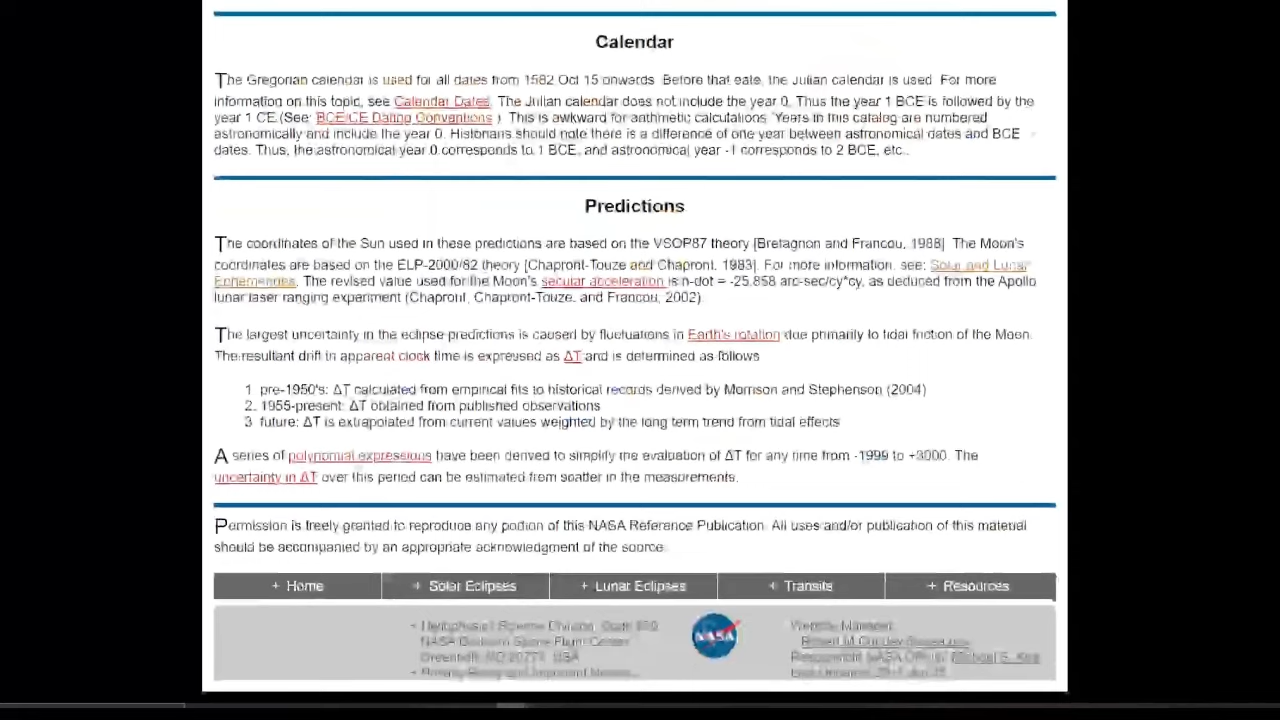 Calendar
The Gregorian calendar is used for all dates from 1582 Oct 15 onwards. Before that date, the Julian calendar is used. For more
information on this topic, see Calendar Dates. The Julian calendar does not include the year 0. Thus the year 1 BCE is followed by the
year 1 CE (See: BCE/CE Dating Conventions ). This is awkward for arithmetic calculations. Years in this catalog are numbered
astronomically and include the year 0. Historians should note there is a difference of one year between astronomical dates and BCE
dates. Thus, the astronomical year 0 corresponds to 1 BCE, and astronomical year -1 corresponds to 2 BCE, etc..
Predictions
The coordinates of the Sun used in these predictions are based on the VSOP87 theory [Bretagnon and Francou, 1988]. The Moon's
coordinates are based on the ELP-2000/82 theory [Chapront-Touze and Chapront, 1983]. For more information, see: Solar and Lunar
Ephemerides. The revised value used for the Moon's secular acceleration is n-dot = -25.858 arc-sec/cy*cy, as deduced from the Apollo
lunar laser ranging experiment (Chapront, Chapront-Touze, and Francou, 2002).
The largest uncertainty in the eclipse predictions is caused by fluctuations in Earth's rotation due primarily to tidal friction of the Moon.
The resultant drift in apparent clock time is expressed as ΔT and is determined as follows
1. pre-1950's: ΔT calculated from empirical fits to historical records derived by Morrison and Stephenson (2004)
2. 1955-present: ΔT obtained from published observations
3. future: ΔT is extrapolated from current values weighted by the long term trend from tidal effects
A series of polynomial expressions have been derived to simplify the evaluation of ΔT for any time from -1999 to +3000. The
uncertainty in ΔT over this period can be estimated from scatter in the measurements.
Permission is freely granted to reproduce any portion of this NASA Reference Publication. All uses and/or publication of this material
should be accompanied by an appropriate acknowledgment of the source.
+ Home + Solar Eclipses + Lunar Eclipses + Transits + Resources
NASA
NASA Goddard Space Flight Center
Greenbelt, MD 20771, USA